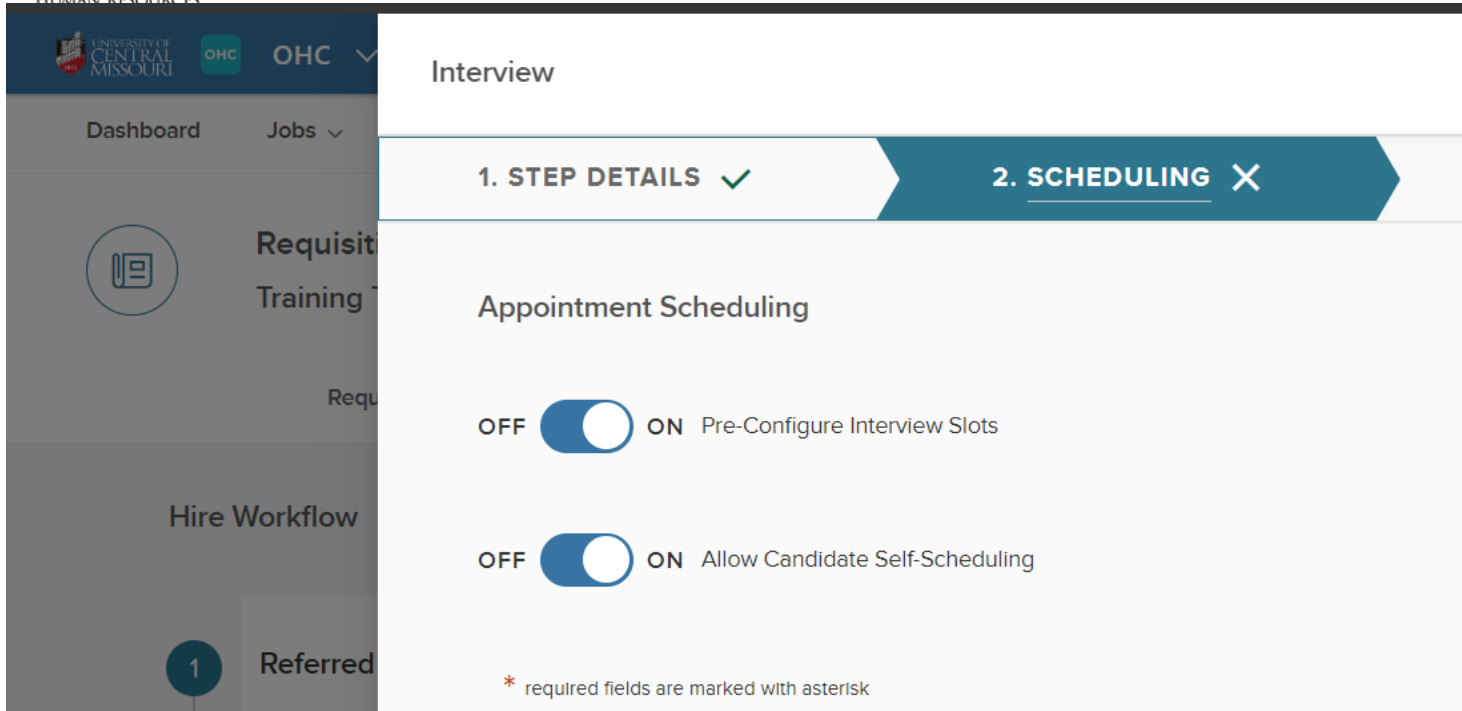 HUMAN RESOURCES
UNIVERSITY OF
CENTRAL
MISSOURI
OHC
OHC
Interview
Dashboard
Jobs
1. STEP DETAILS
2. SCHEDULING
Training
Appointment Scheduling
OFF ON Pre-Configure Interview Slots
Hire Workflow
OFF ON Allow Candidate Self-Scheduling
1
Referred
* required fields are marked with asterisk